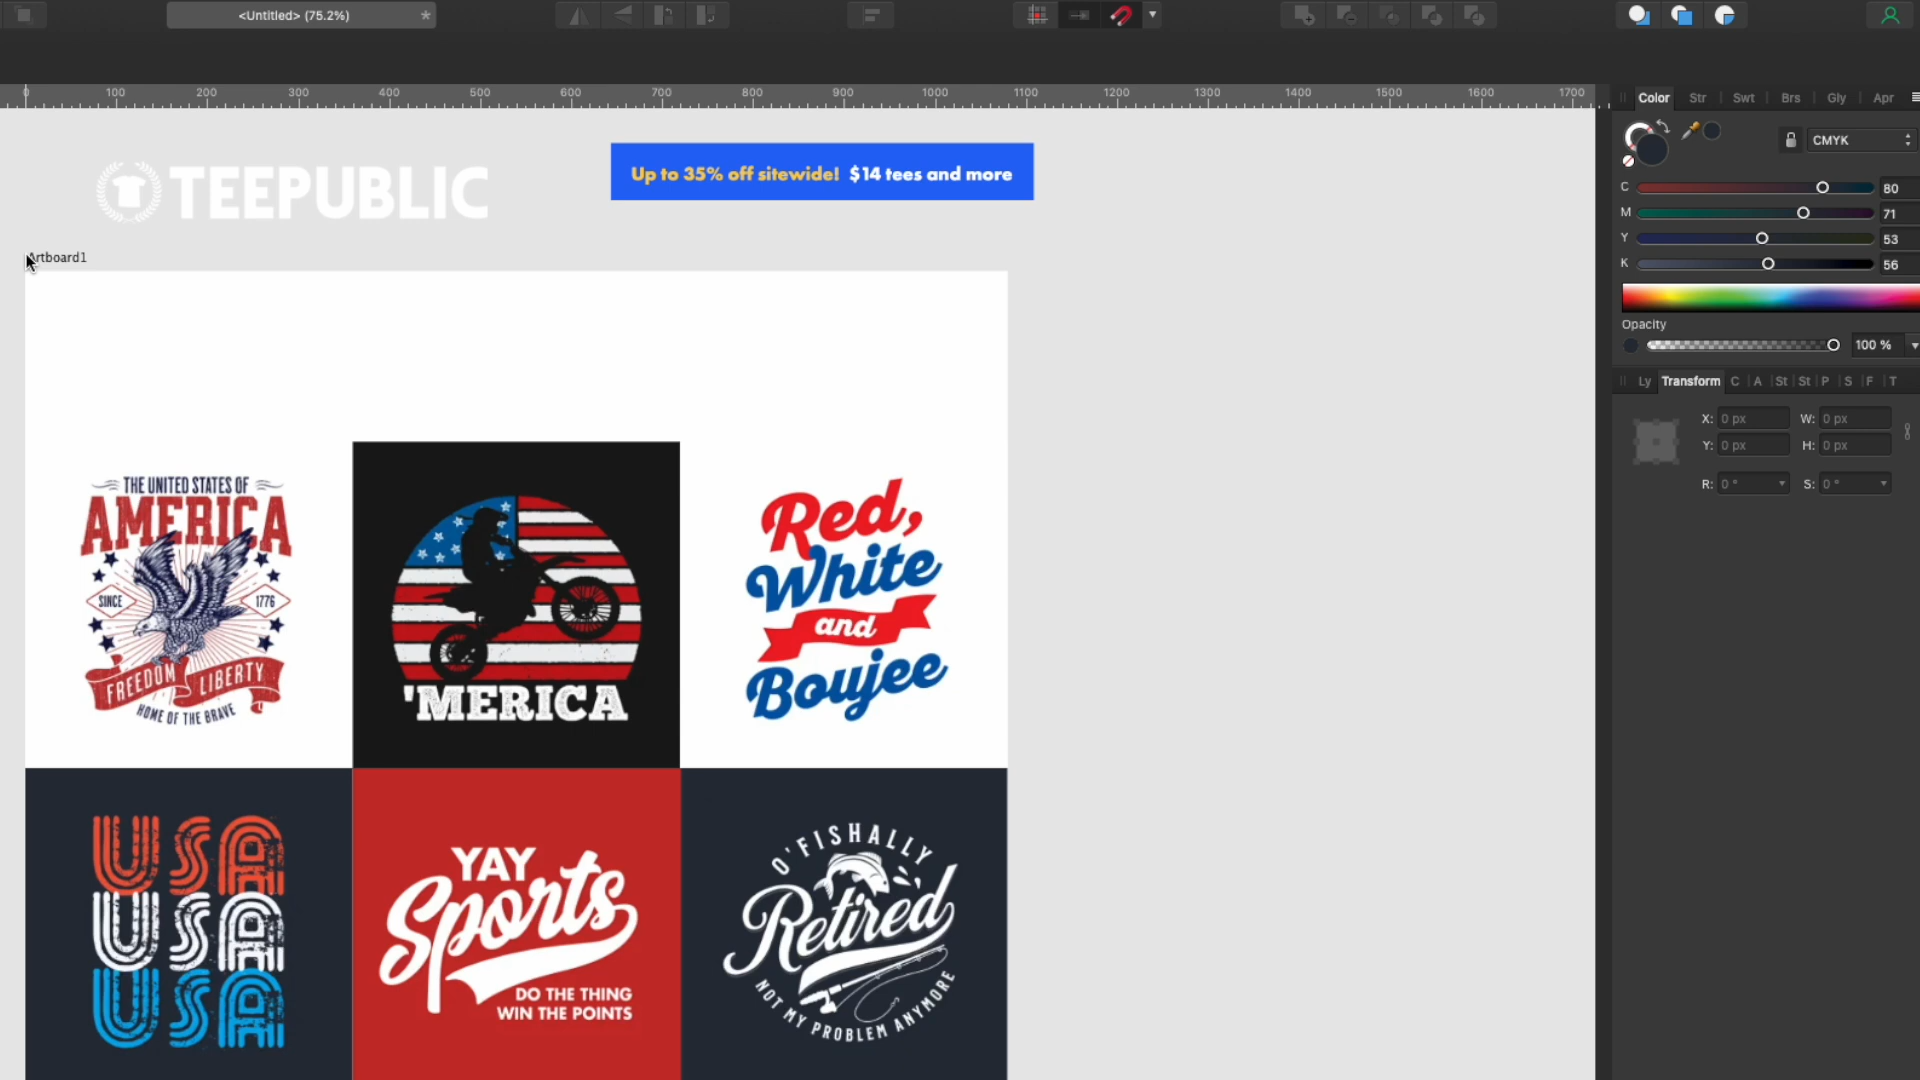 <Untitled> (75.2%)
*
0 100 200 300 400 500 600 700 800 900 1000 1100 1200 1300 1400 1500 1600 1700
Color Str Swt Brs Gly Apr
CMYK
C 80
M 71
Y 53
K 56
Opacity
100 %
Ly Transform C A St St P S F T
X: 0 px W: 0 px
Y: 0 px H: 0 px
R: 0 ° S: 0 °
TEEPUBLIC
Up to 35% off sitewide! $14 tees and more
Artboard1
THE UNITED STATES OF
AMERICA
SINCE 1776
FREEDOM LIBERTY
HOME OF THE BRAVE
'MERICA
Red,
White
and
Boujee
USA
USA
USA
YAY
Sports
DO THE THING
WIN THE POINTS
O'FISHALLY
Retired
NOT MY PROBLEM ANYMORE